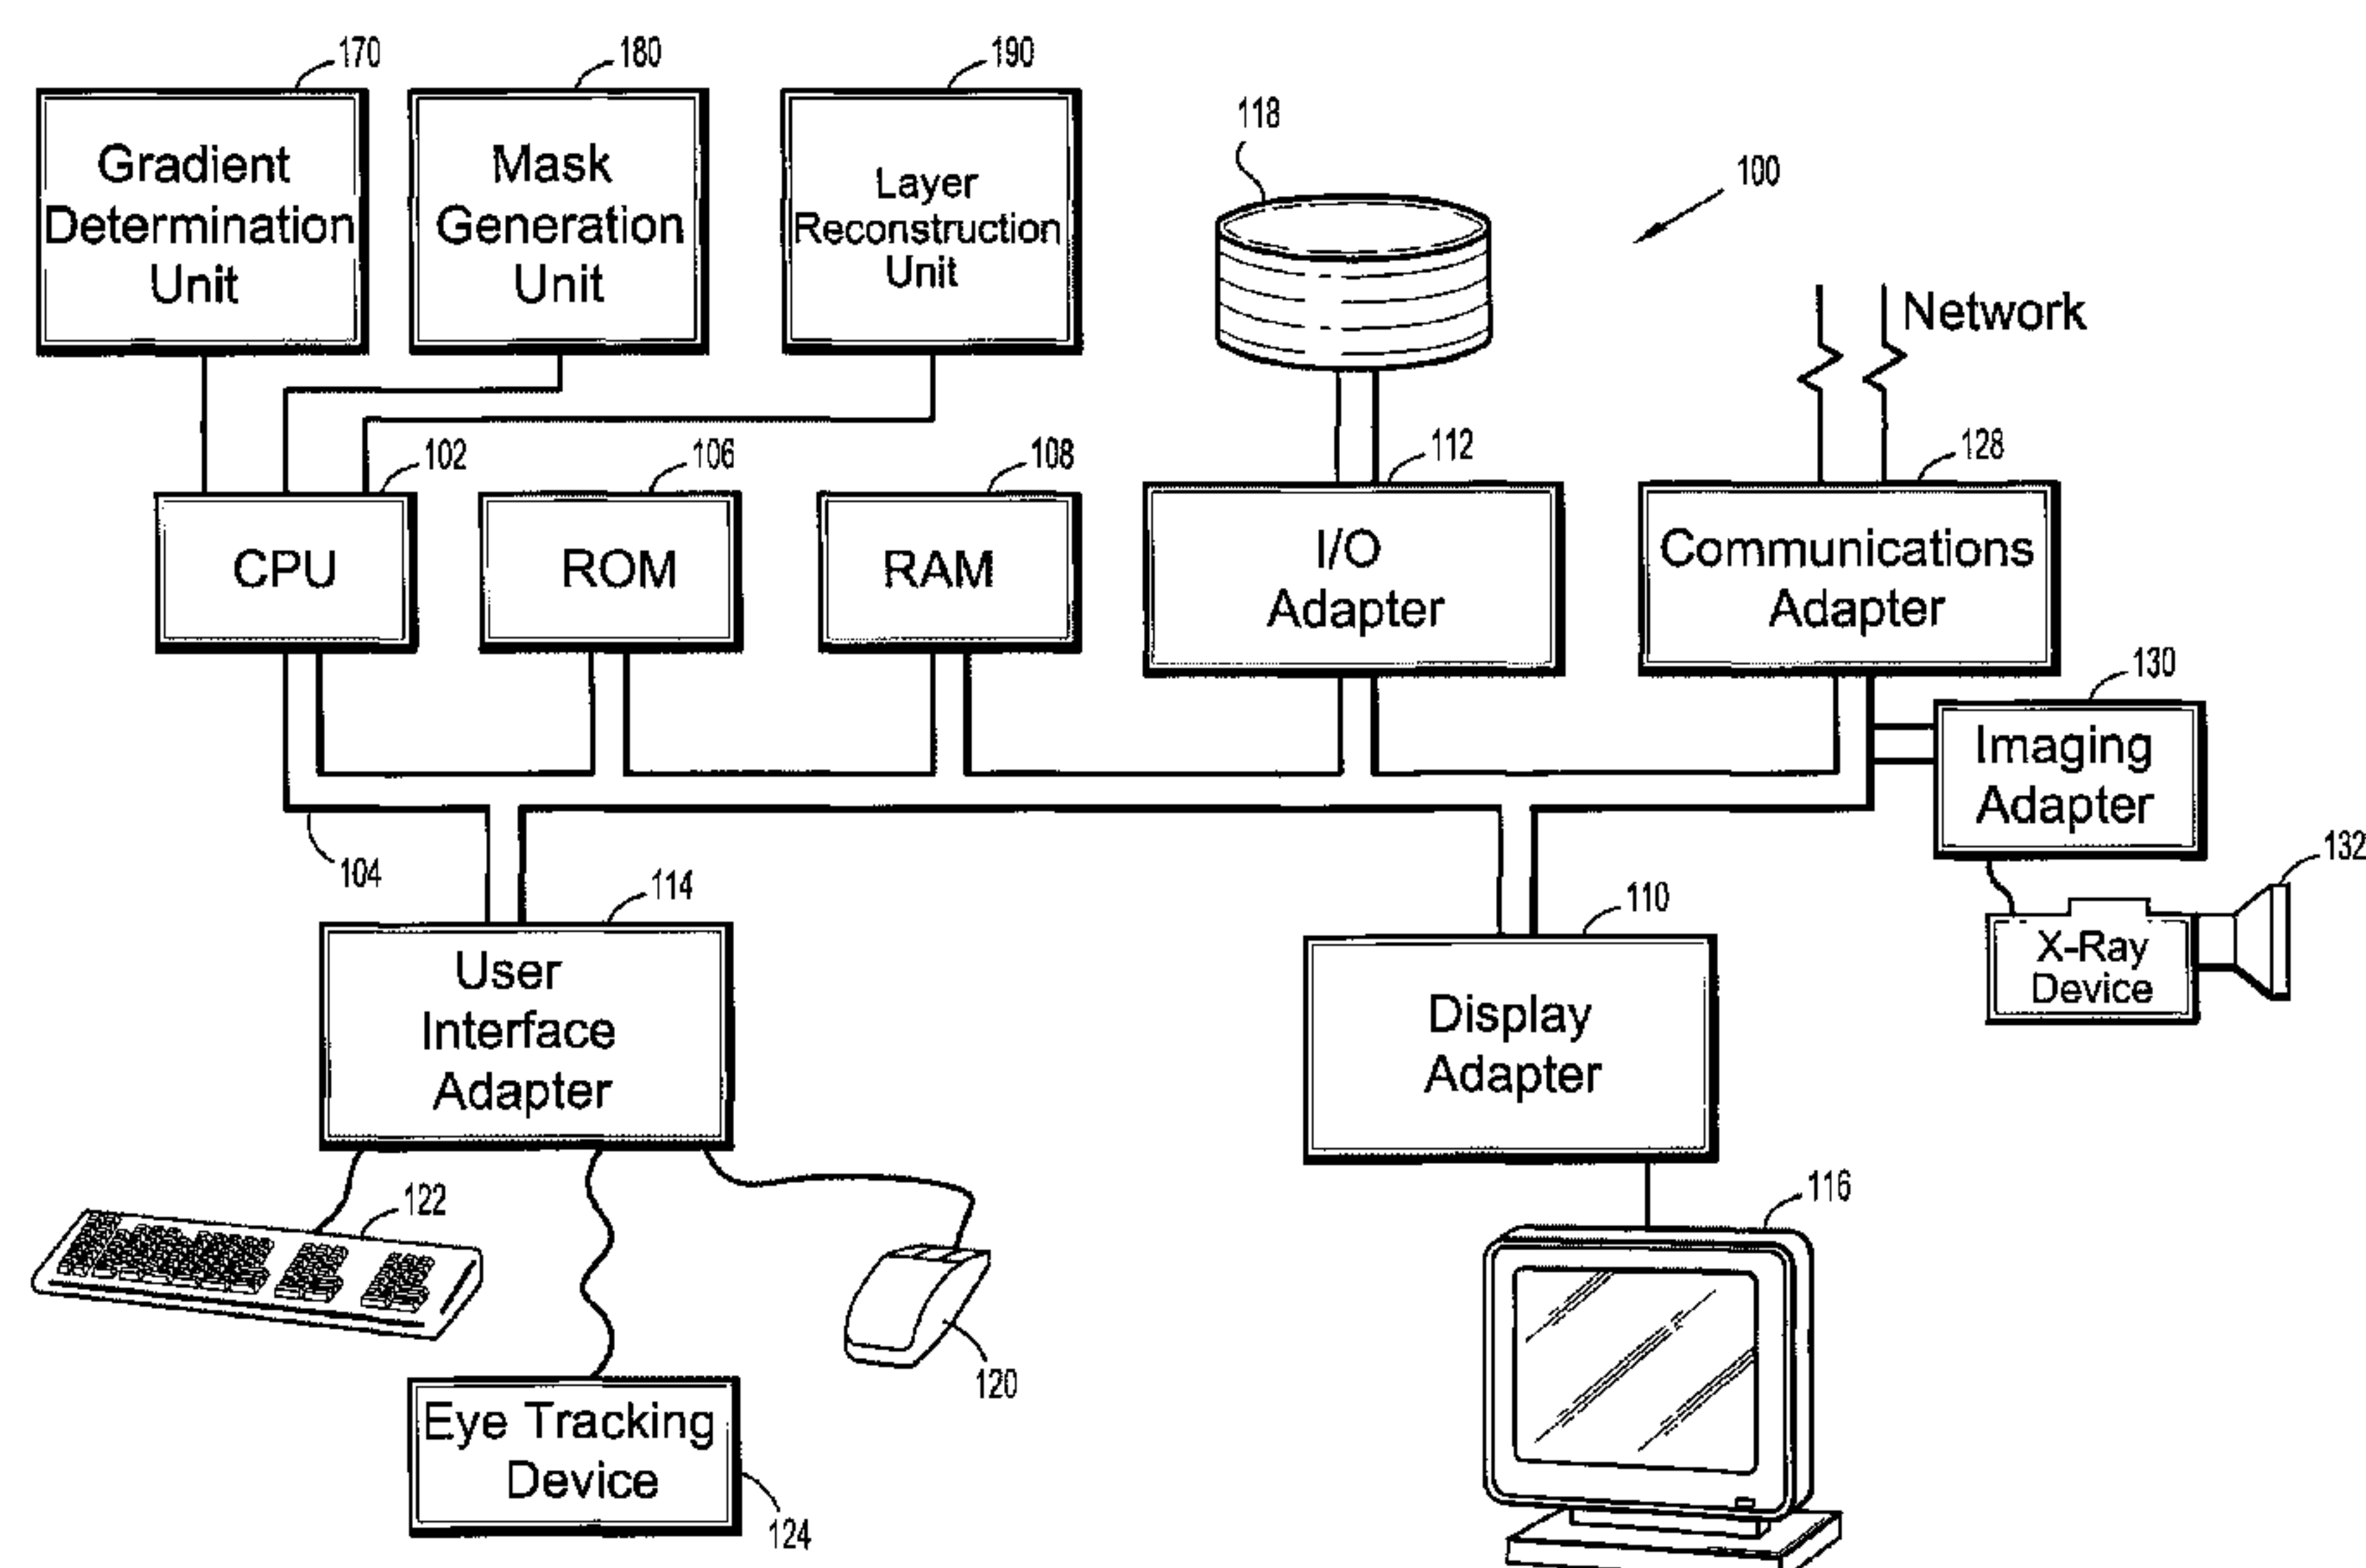 170
180
190
118
100
Gradient
Determination
Unit
Mask
Generation
Unit
Layer
Reconstruction
Unit
Network
102
106
108
112
128
CPU
ROM
RAM
I/O
Adapter
Communications
Adapter
130
Imaging
Adapter
104
114
110
132
User
Interface
Adapter
Display
Adapter
X-Ray
Device
122
116
120
Eye Tracking
Device
124